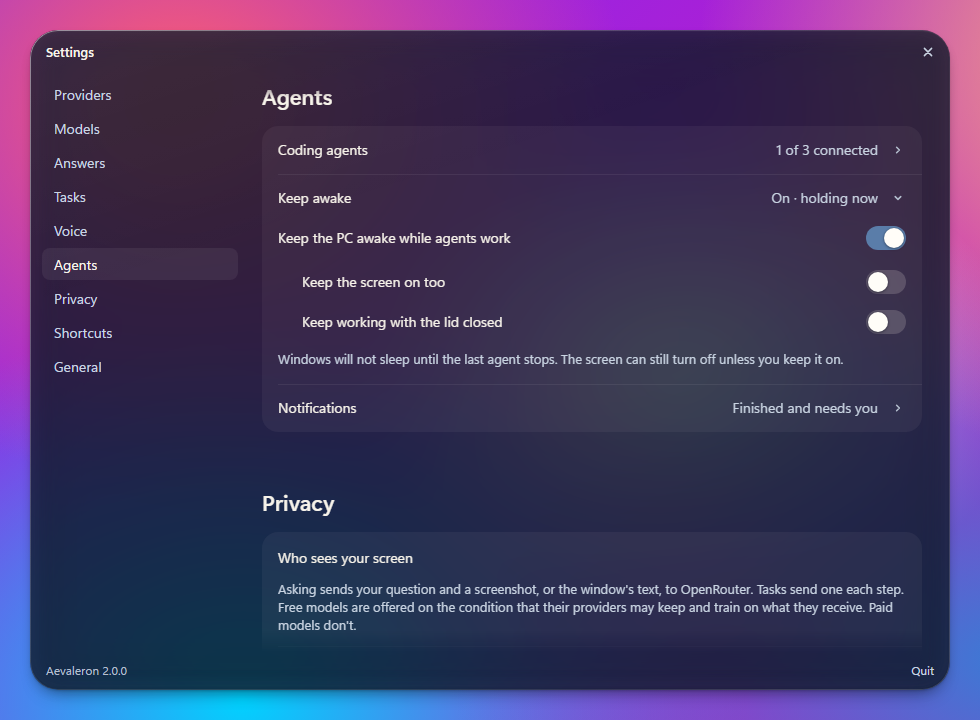 Settings
Providers
Models
Answers
Tasks
Voice
Agents
Privacy
Shortcuts
General
Agents
Coding agents 1 of 3 connected
Keep awake On · holding now
Keep the PC awake while agents work
Keep the screen on too
Keep working with the lid closed
Windows will not sleep until the last agent stops. The screen can still turn off unless you keep it on.
Notifications Finished and needs you
Privacy
Who sees your screen
Asking sends your question and a screenshot, or the window's text, to OpenRouter. Tasks send one each step.
Free models are offered on the condition that their providers may keep and train on what they receive. Paid
models don't.
Aevaleron 2.0.0
Quit